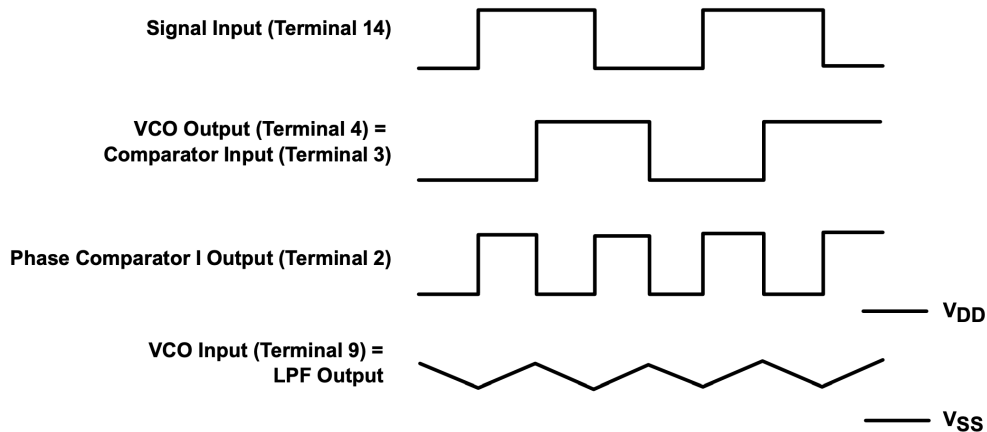 Signal Input (Terminal 14)
VCO Output (Terminal 4) =
Comparator Input (Terminal 3)
Phase Comparator I Output (Terminal 2)
VDD
VCO Input (Terminal 9) =
LPF Output
VSS